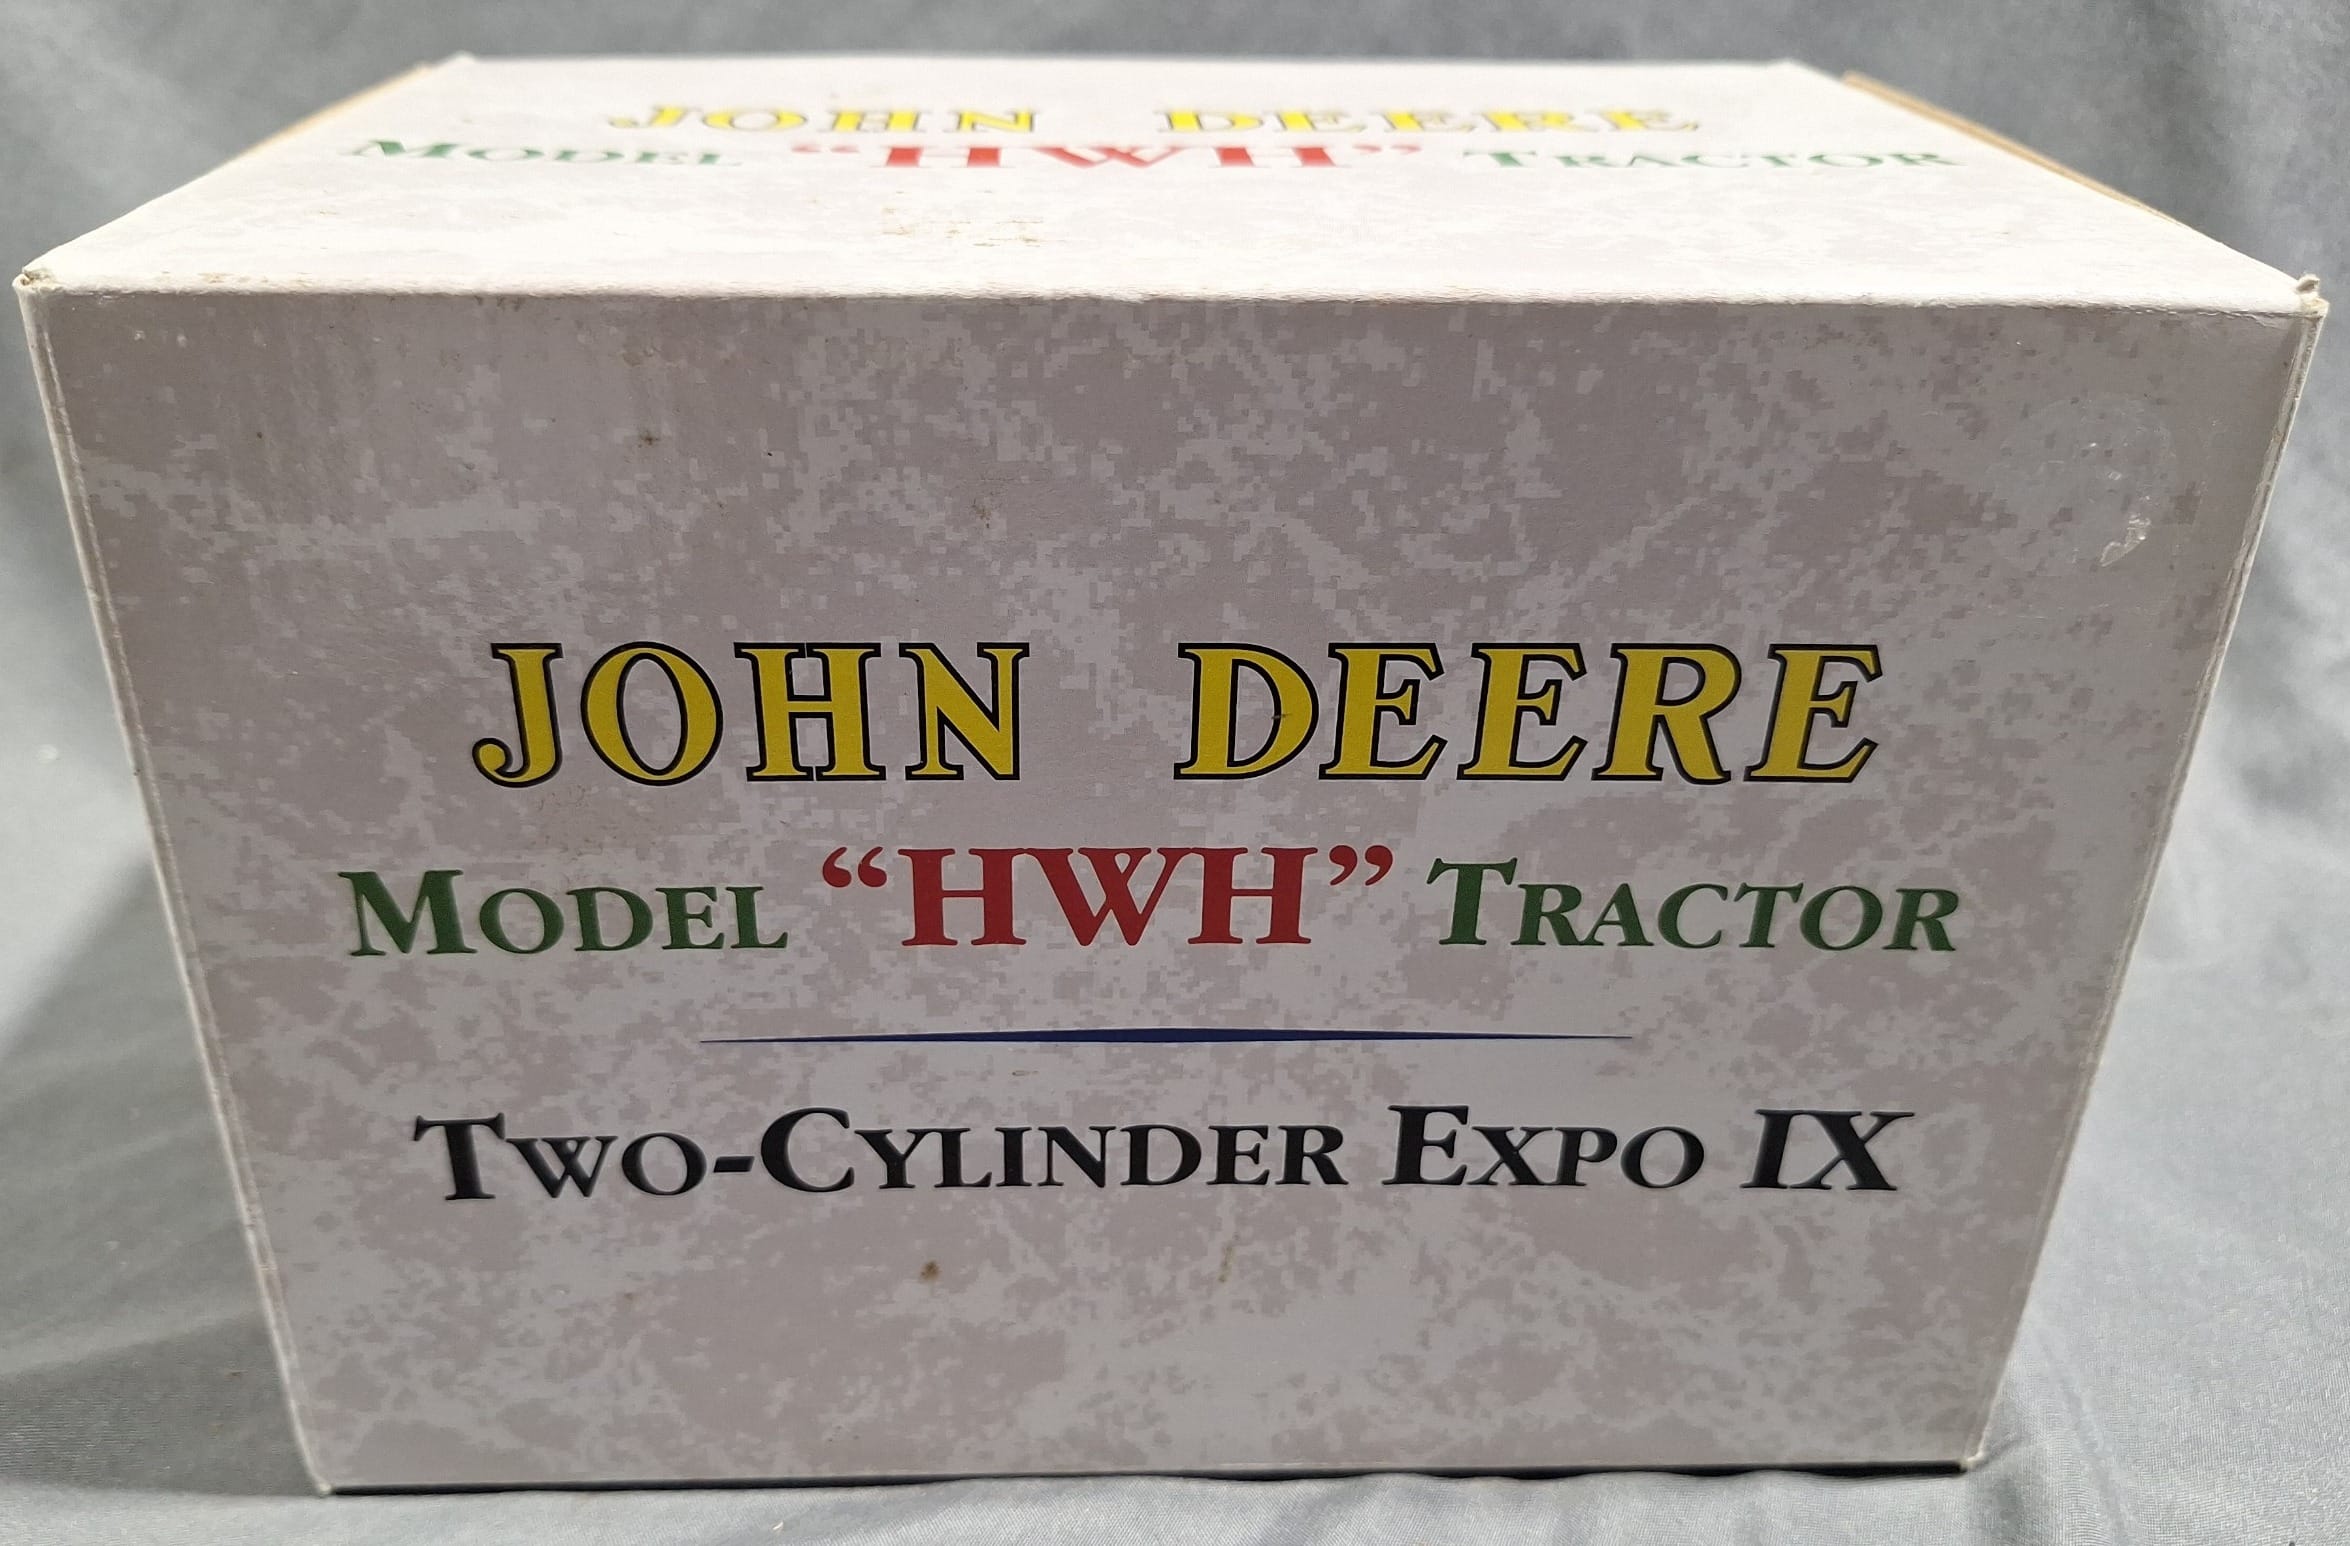 JOHN DEERE
MODEL "HWH" TRACTOR
JOHN DEERE
MODEL “HWH” TRACTOR
TWO-CYLINDER EXPO IX